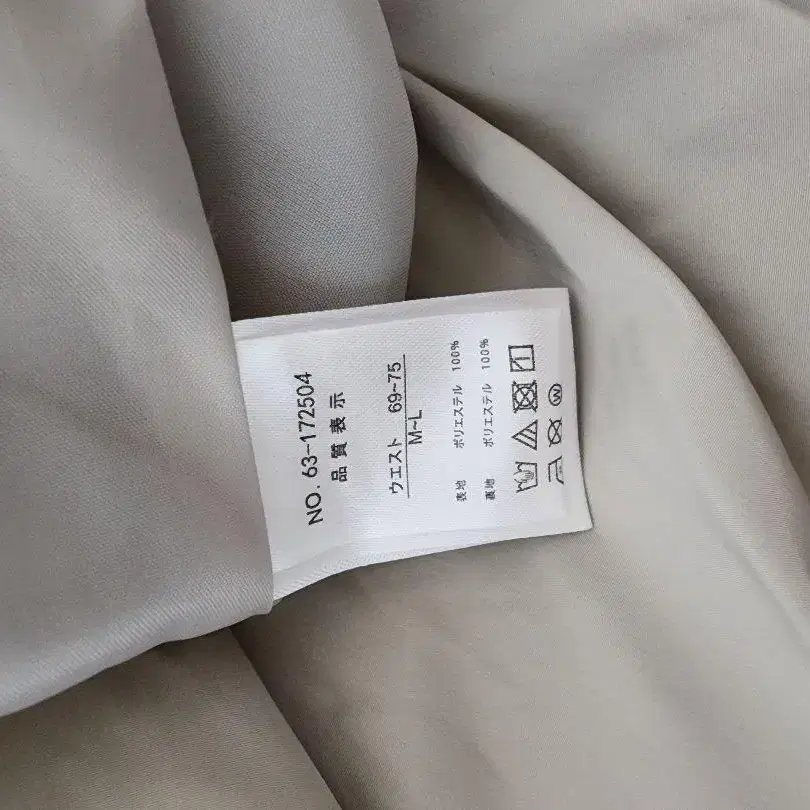 NO. 63-172504
品質表示
ウエスト 69~75
M~L
表地 ポリエステル 100%
裏地 ポリエステル 100%